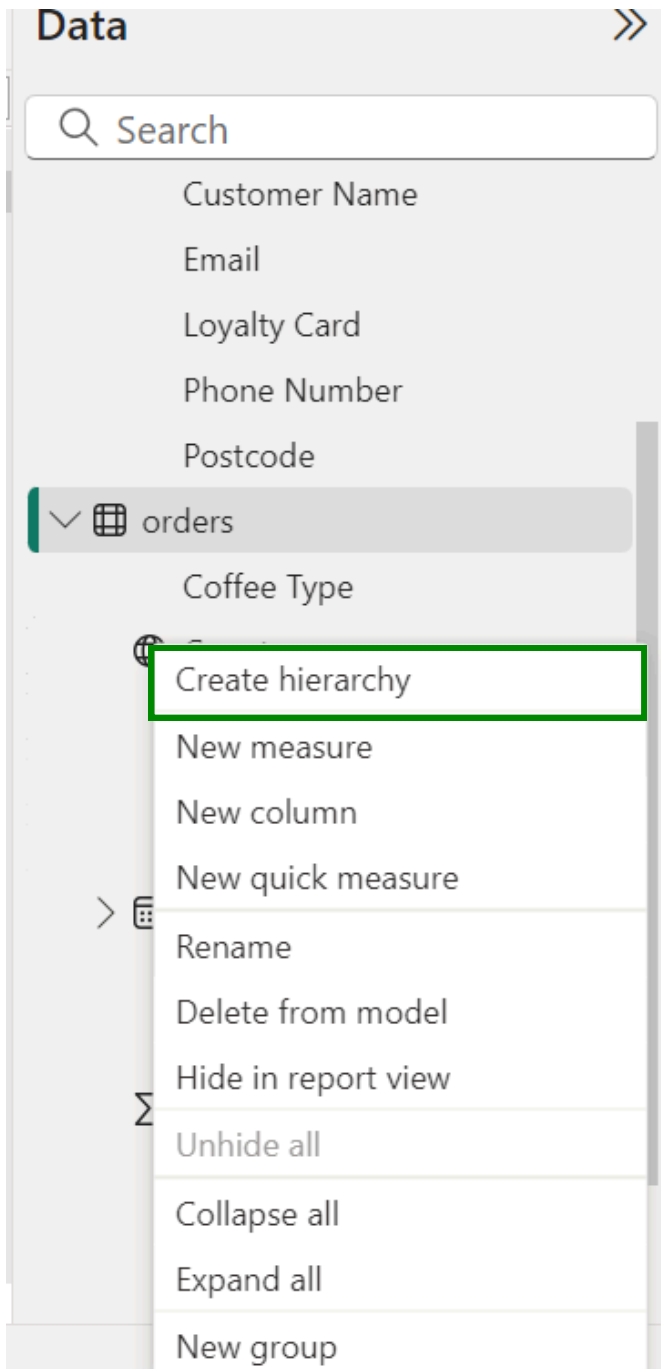 Data
Search
Customer Name
Email
Loyalty Card
Phone Number
Postcode
orders
Coffee Type
Create hierarchy
New measure
New column
New quick measure
Rename
Delete from model
Hide in report view
Unhide all
Collapse all
Expand all
New group